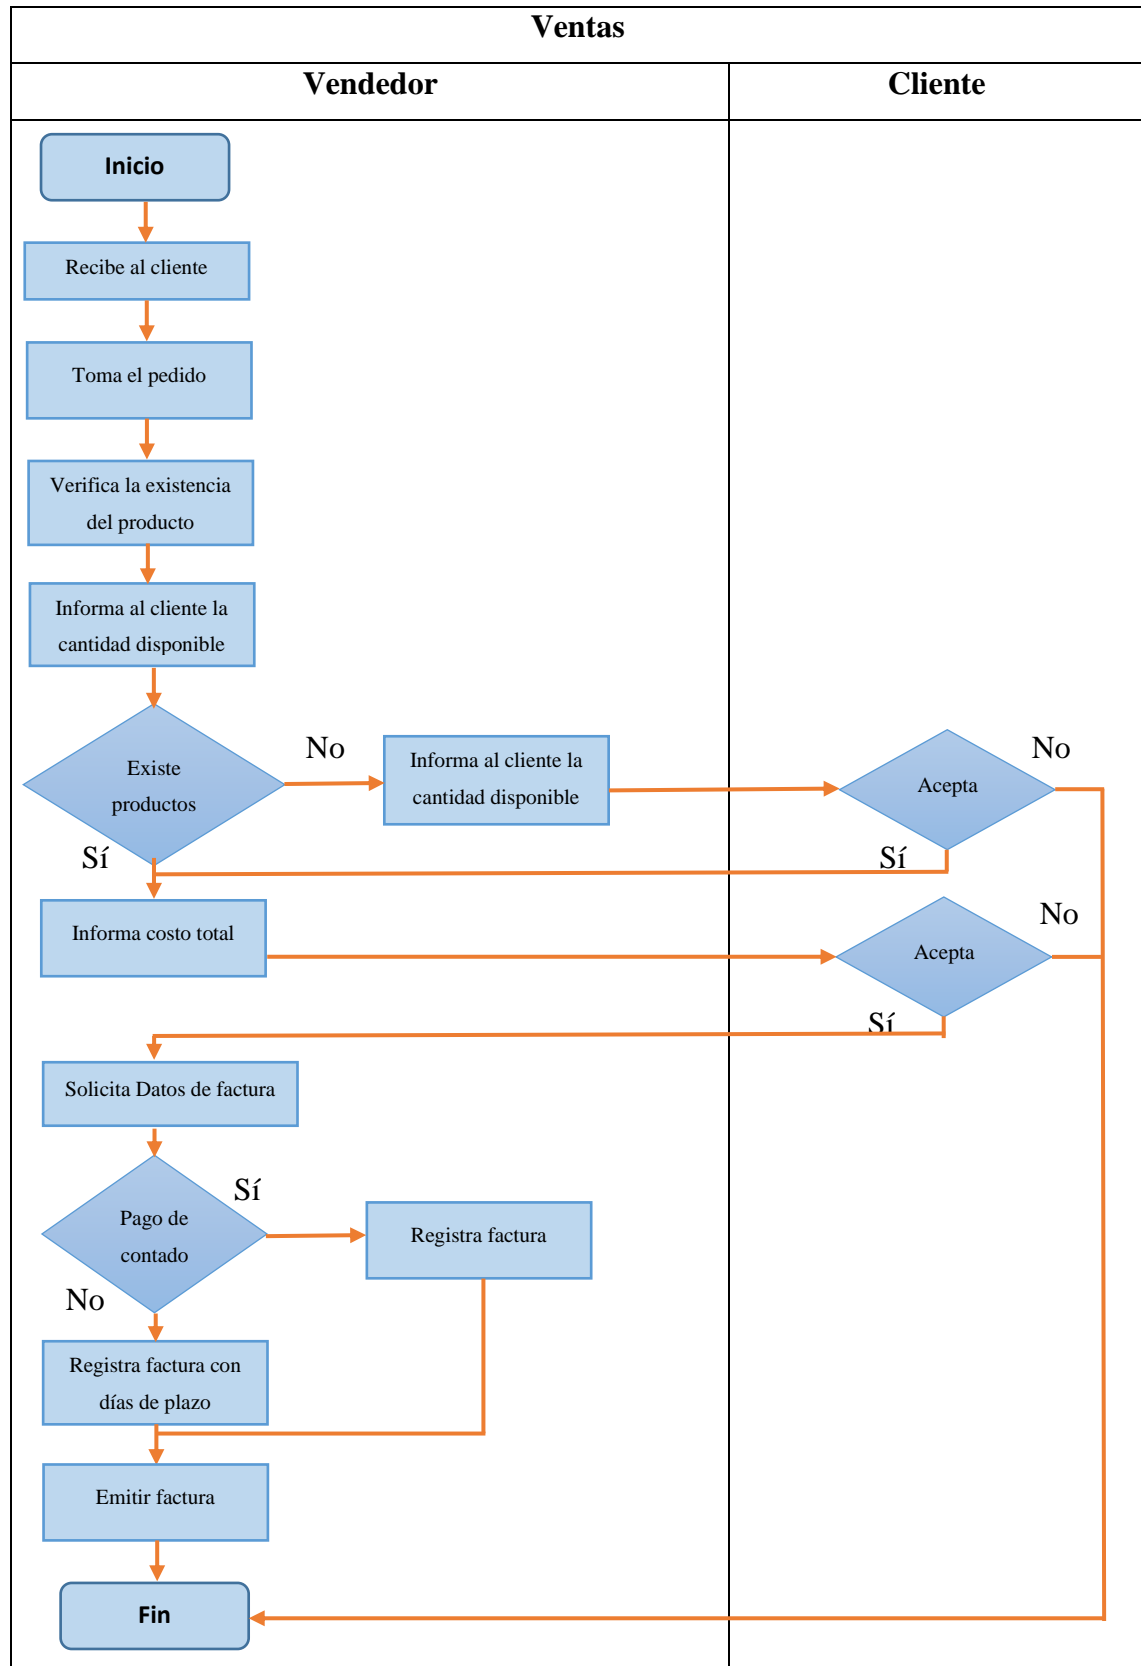 Ventas
Vendedor
Cliente
Inicio
Recibe al cliente
Toma el pedido
Verifica la existencia
del producto
Informa al cliente la
cantidad disponible
Existe
productos
No
Informa al cliente la
cantidad disponible
Acepta
No
Sí
Sí
Informa costo total
Acepta
No
Sí
Solicita Datos de factura
Pago de
contado
Sí
Registra factura
No
Registra factura con
días de plazo
Emitir factura
Fin